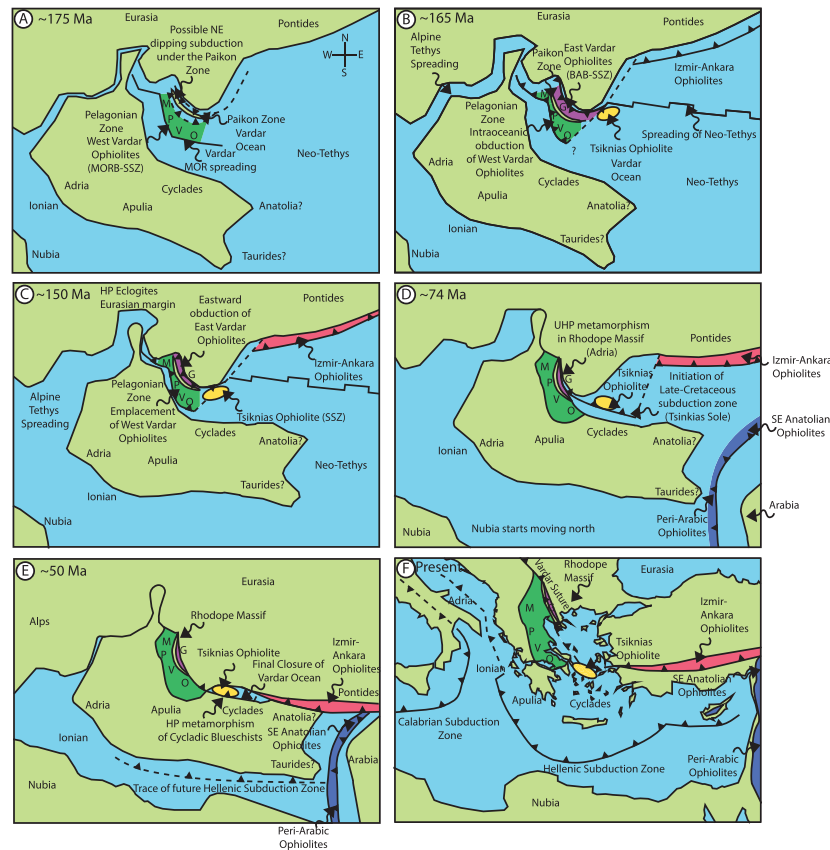 A ~175 Ma
Eurasia
Pontides
Possible NE
dipping subduction
under the Paikon
Zone
N
W E
S
M
P
V
O
Pelagonian
Zone
West Vardar
Ophiolites
(MORB-SSZ)
Paikon Zone
Vardar
Ocean
Vardar
MOR spreading
Neo-Tethys
Adria
Cyclades
Ionian
Apulia
Anatolia?
Nubia
Taurides?
B ~165 Ma
Eurasia
Pontides
Alpine
Tethys
Spreading
Paikon
Zone
East Vardar
Ophiolites
(BAB-SSZ)
Izmir-Ankara
Ophiolites
M
G
P
V
O
?
Pelagonian
Zone
Intraoceanic
obduction
of West Vardar
Ophiolites
Spreading of Neo-Tethys
Tsiknias Ophiolite
Vardar
Ocean
Neo-Tethys
Adria
Cyclades
Apulia
Anatolia?
Ionian
Taurides?
Nubia
C ~150 Ma
HP Eclogites
Eurasian margin
Eastward
obduction of
East Vardar
Ophiolites
Pontides
Izmir-Ankara
Ophiolites
M
G
P
V
O
Alpine
Tethys
Spreading
Pelagonian
Zone
Emplacement
of West Vardar
Ophiolites
Tsiknias Ophiolite (SSZ)
Cyclades
Anatolia?
Adria
Apulia
Neo-Tethys
Ionian
Taurides?
Nubia
D ~74 Ma
UHP metamorphism
in Rhodope Massif
(Adria)
Pontides
Izmir-Ankara
Ophiolites
M
G
P
V
O
Tsiknias
Ophiolite
Initiation of
Late-Cretaceous
subduction zone
(Tsinkias Sole)
SE Anatolian
Ophiolites
Cyclades
Anatolia?
Adria
Apulia
Ionian
Taurides?
Arabia
Peri-Arabic
Ophiolites
Nubia
Nubia starts moving north
E ~50 Ma
Eurasia
Alps
Rhodope Massif
M
G
P
V
O
Tsiknias Ophiolite
Final Closure of
Vardar Ocean
Izmir-
Ankara
Ophiolites
Pontides
Adria
Apulia
Cyclades
Anatolia?
HP metamorphism
of Cycladic Blueschists
SE Anatolian
Ophiolites
Ionian
Taurides?
Arabia
Nubia
Trace of future Hellenic Subduction Zone
Peri-Arabic
Ophiolites
F Present
Vardar Suture
Rhodope
Massif
Eurasia
Adria
M
P
V
O
Izmir-
Ankara
Ophiolites
Tsiknias
Ophiolite
Ionian
SE Anatolian
Ophiolites
Apulia
Cyclades
Calabrian Subduction
Zone
Peri-Arabic
Ophiolites
Hellenic Subduction Zone
Nubia